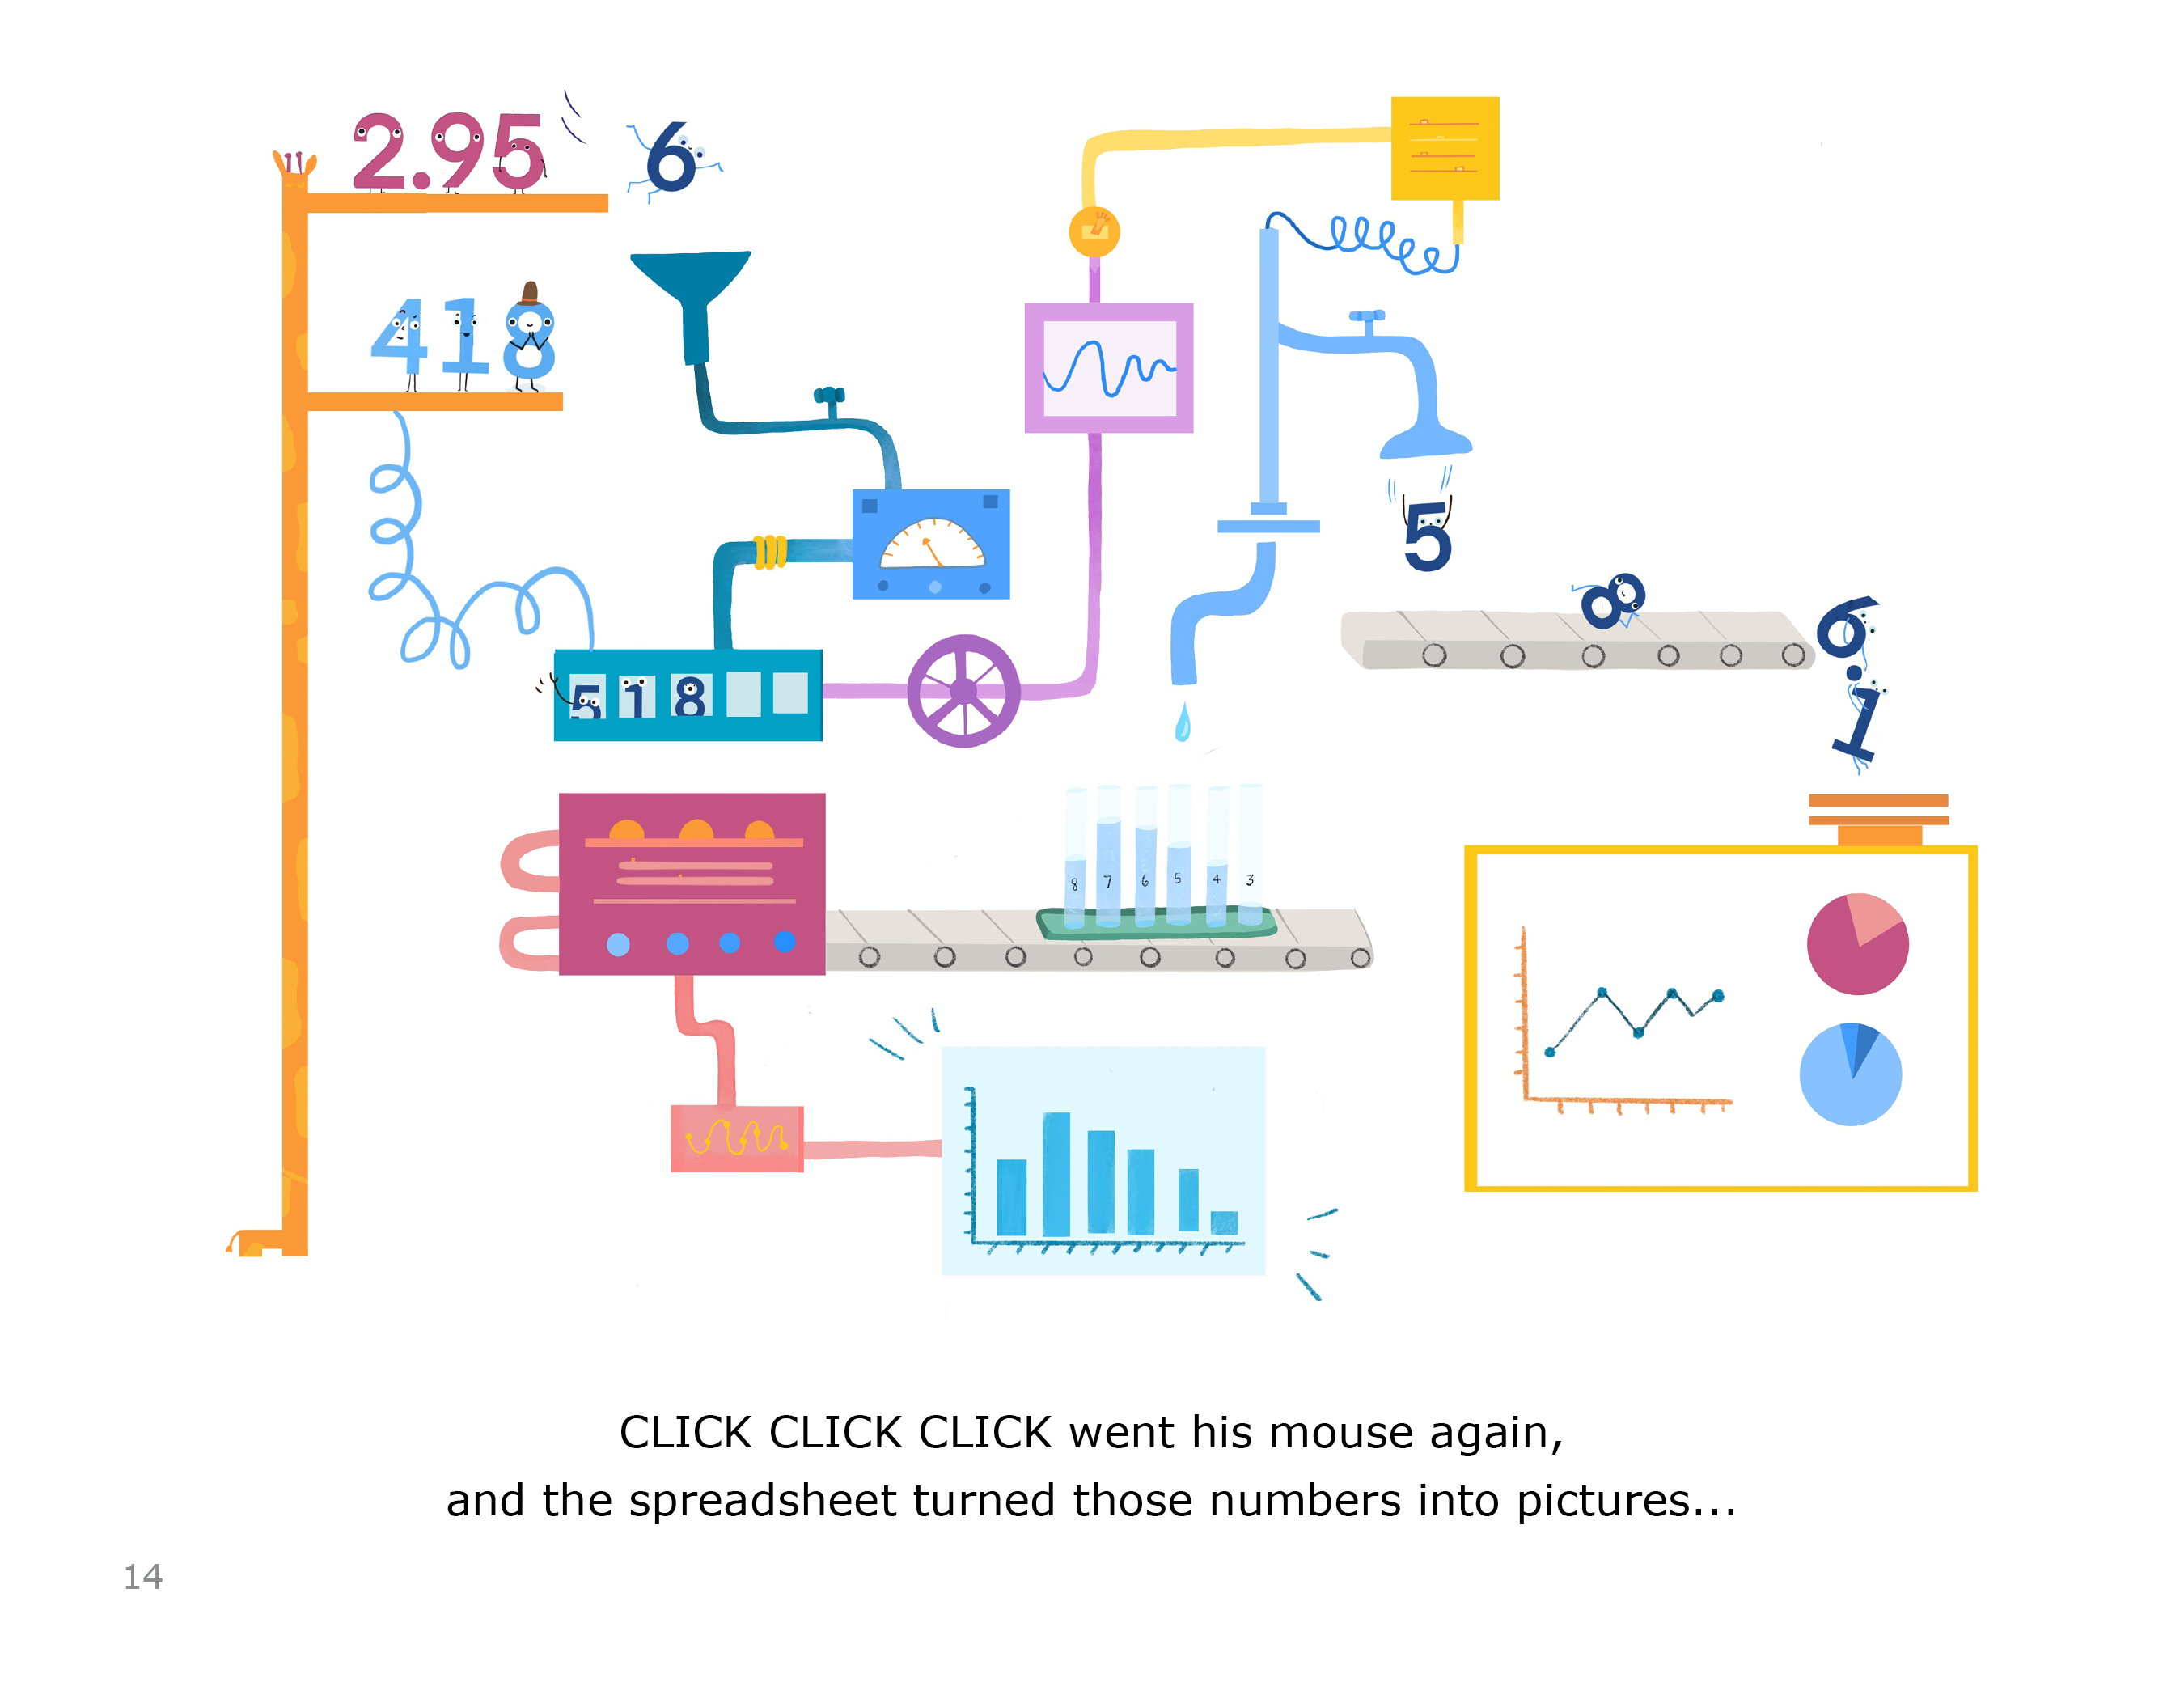 2.95 6
418
5
8
6.1
518
8 7 6 5 4 3
CLICK CLICK CLICK went his mouse again,
and the spreadsheet turned those numbers into pictures...
14